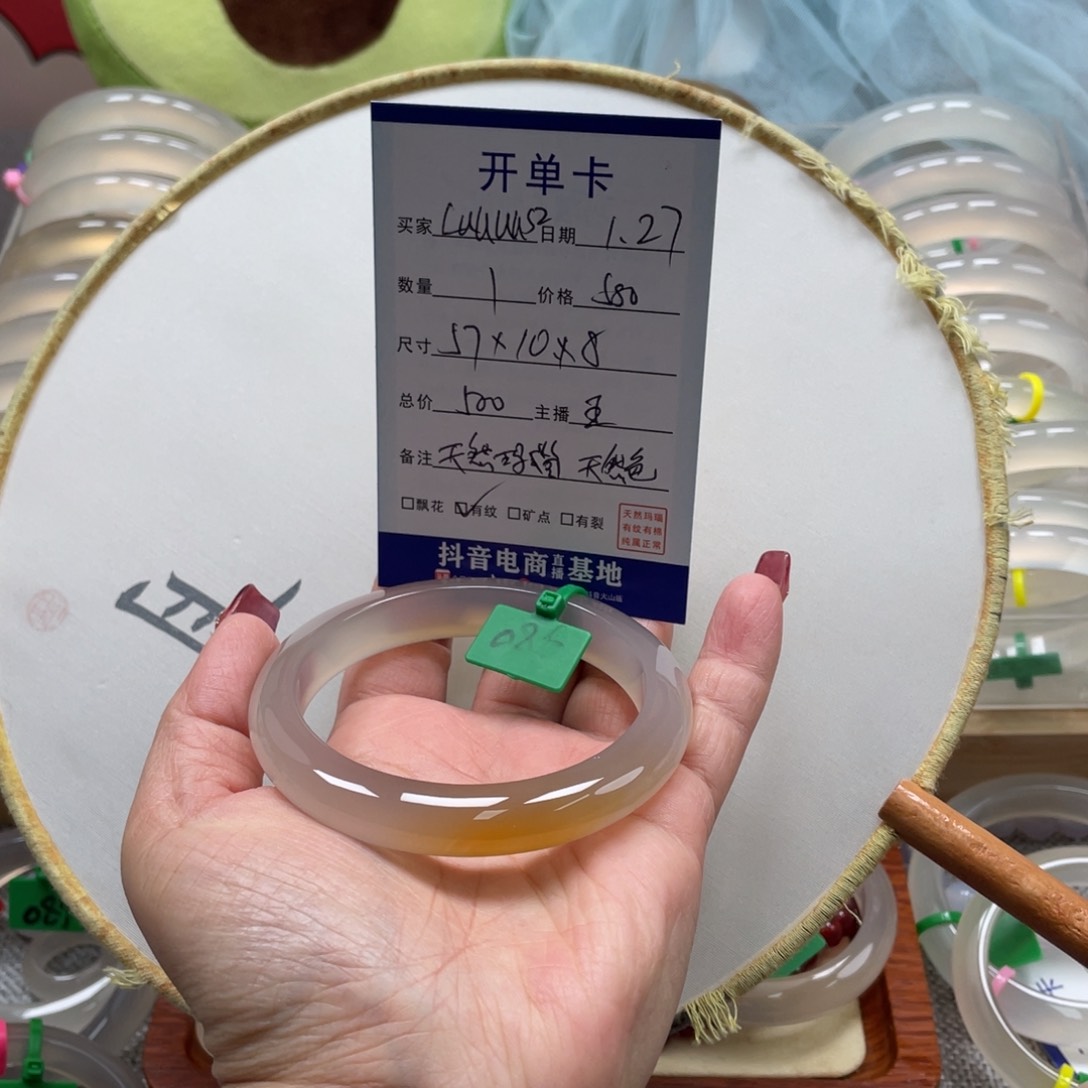 开单卡
买家 日期 1.27
数量 1 价格 580
尺寸 57×10×8
总价 500 主播 王
备注 天然玛瑙 天然色
□飘花 ☑有纹 □矿点 □有裂
天然玛瑙
有纹有棉
纯属正常
抖音电商直播基地
580